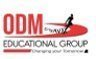 ODM
EDUCATIONAL GROUP
Changing your Tomorrow